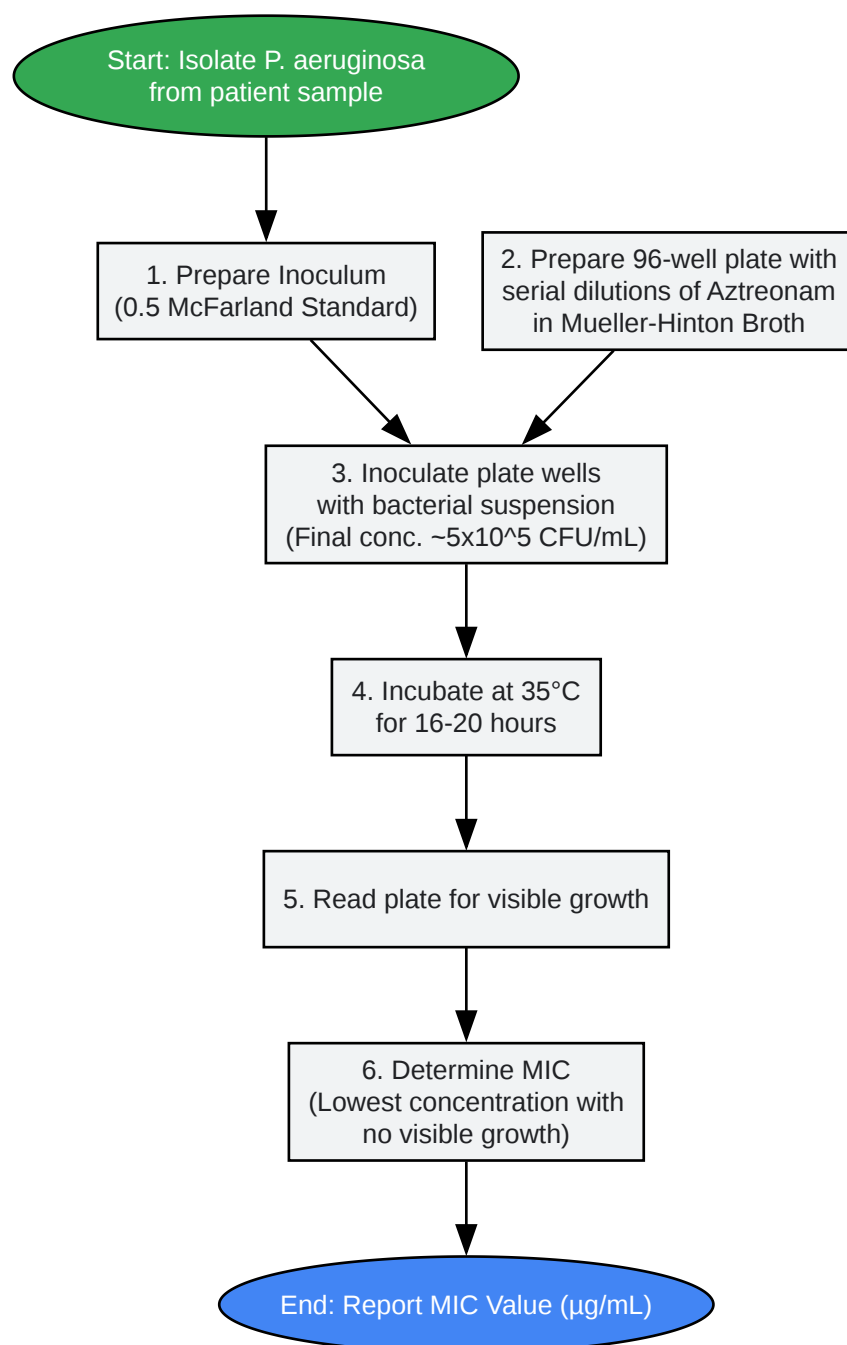 Start: Isolate P. aeruginosa
from patient sample
1. Prepare Inoculum
(0.5 McFarland Standard)
2. Prepare 96-well plate with
serial dilutions of Aztreonam
in Mueller-Hinton Broth
3. Inoculate plate wells
with bacterial suspension
(Final conc. ~5x10^5 CFU/mL)
4. Incubate at 35°C
for 16-20 hours
5. Read plate for visible growth
6. Determine MIC
(Lowest concentration with
no visible growth)
End: Report MIC Value (µg/mL)